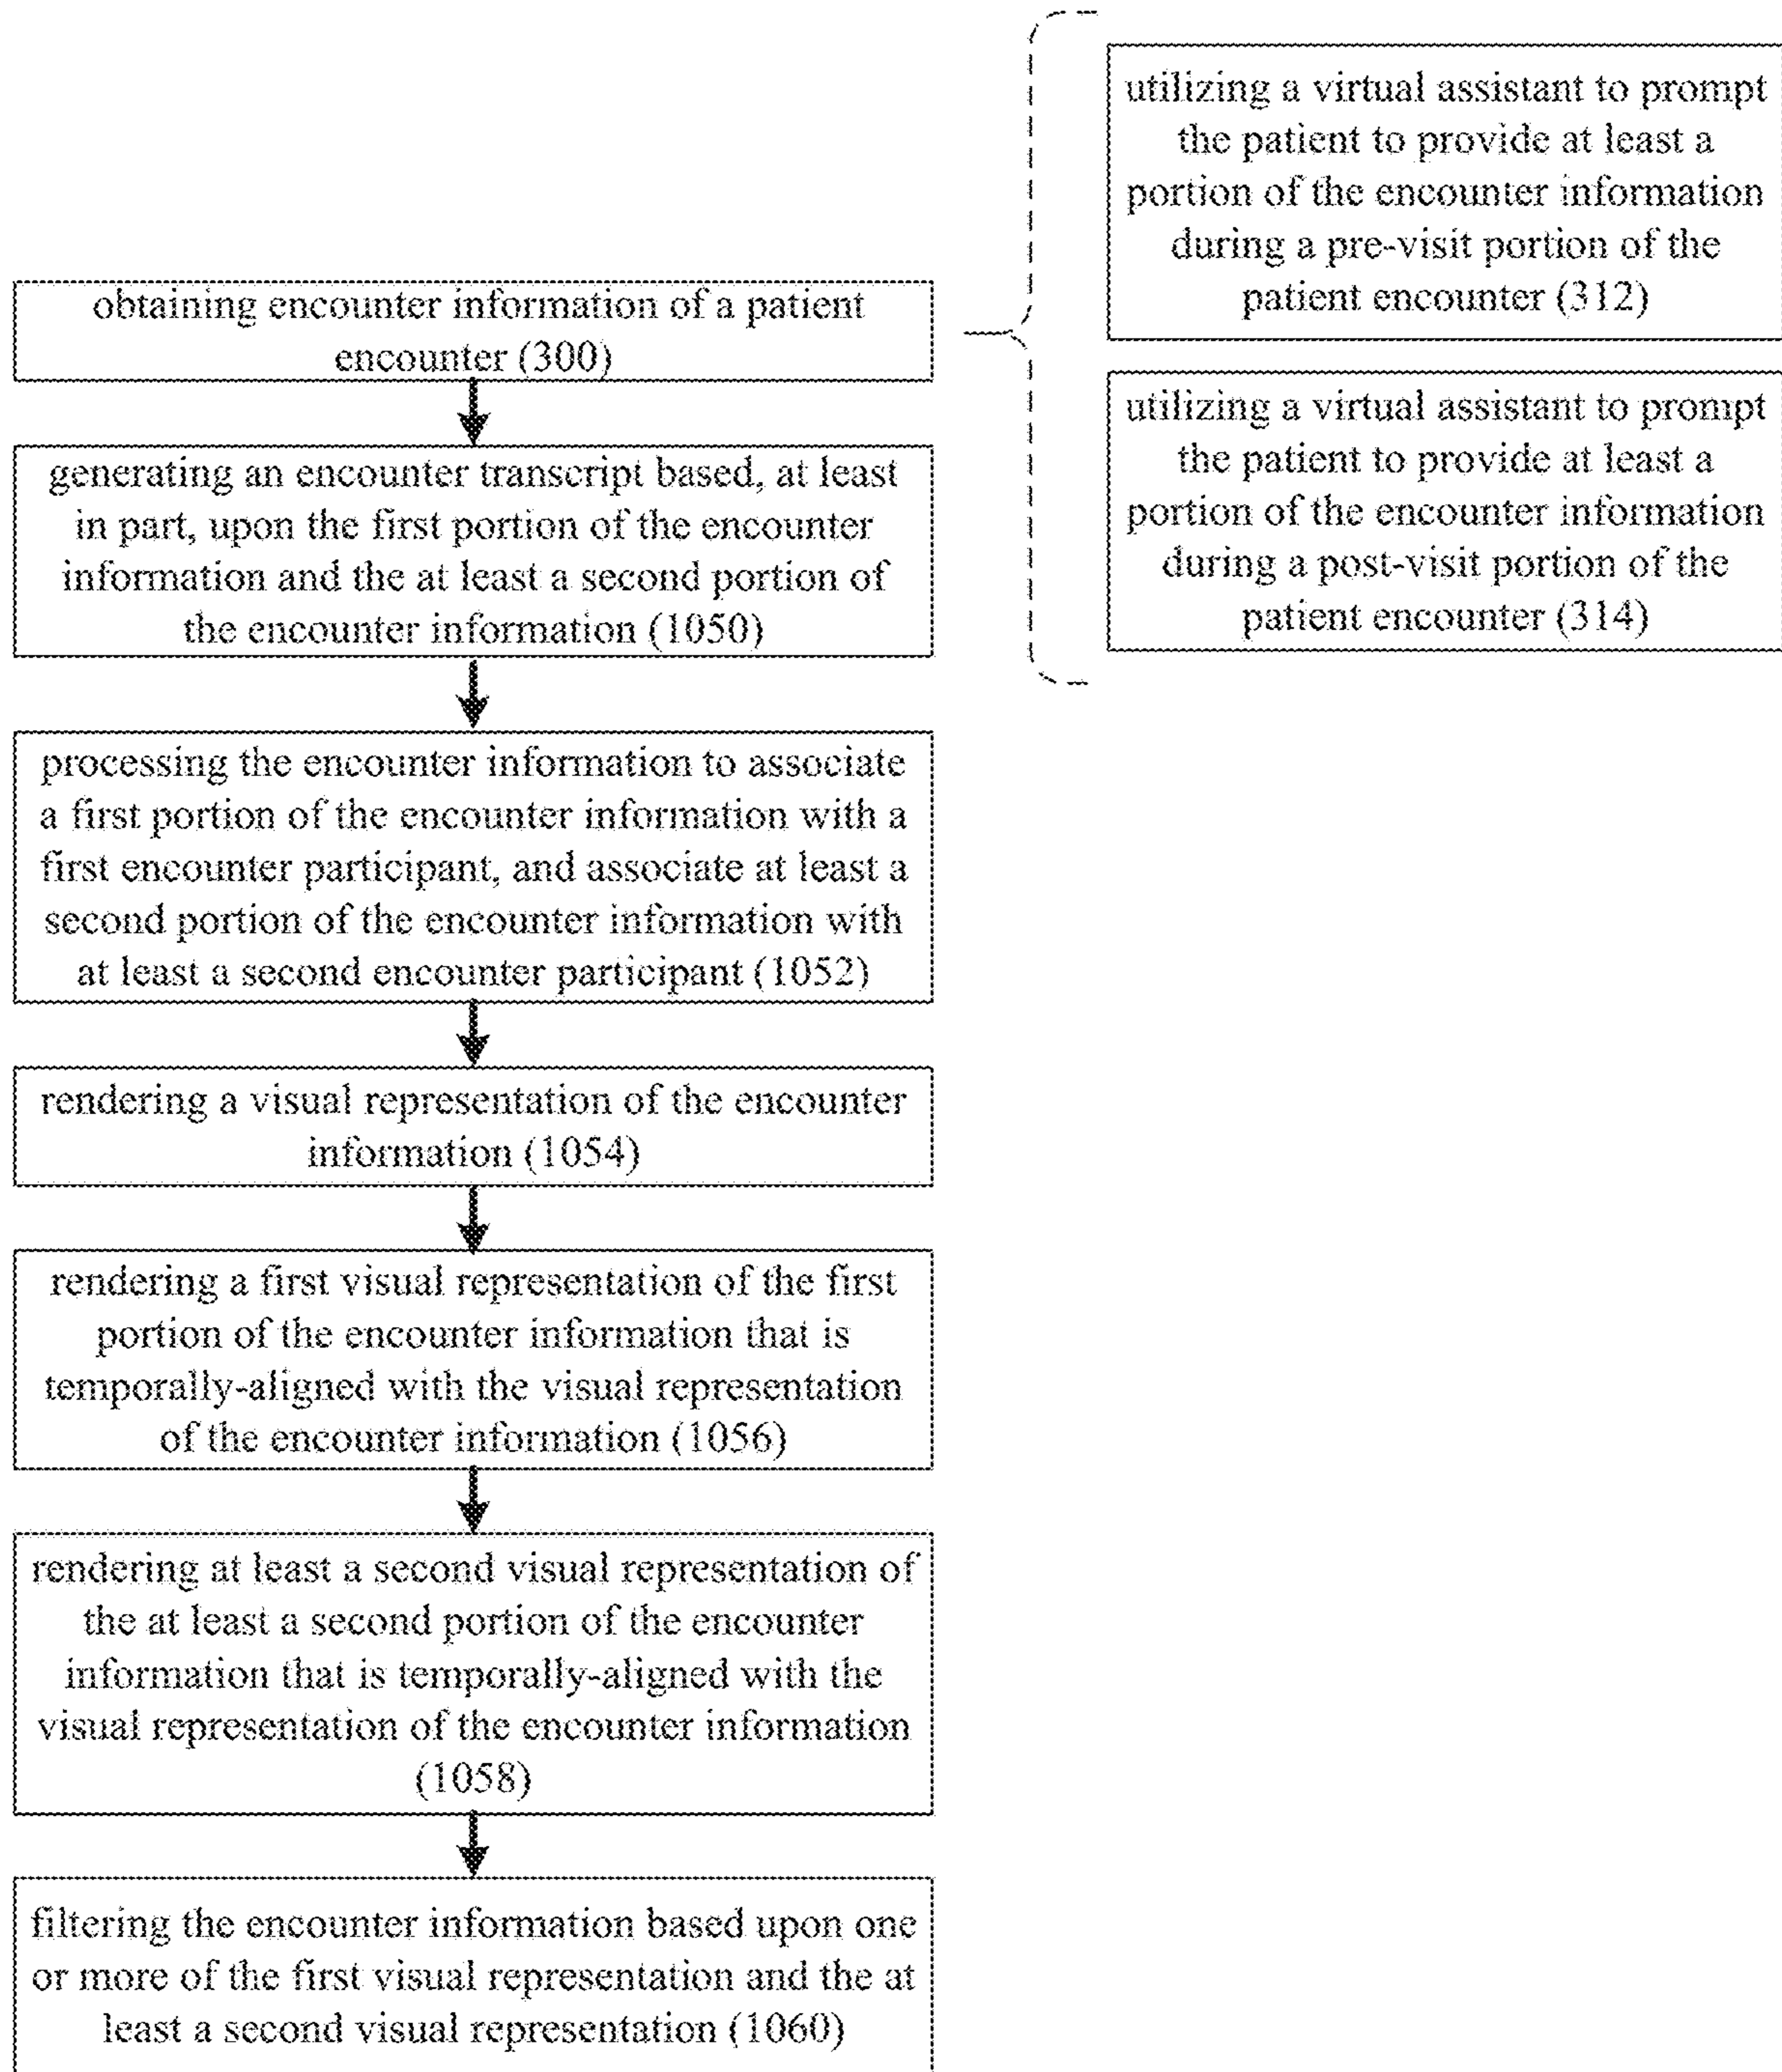 obtaining encounter information of a patient
encounter (300)
generating an encounter transcript based, at least
in part, upon the first portion of the encounter
information and the at least a second portion of
the encounter information (1050)
processing the encounter information to associate
a first portion of the encounter information with a
first encounter participant, and associate at least a
second portion of the encounter information with
at least a second encounter participant (1052)
rendering a visual representation of the encounter
information (1054)
rendering a first visual representation of the first
portion of the encounter information that is
temporally-aligned with the visual representation
of the encounter information (1056)
rendering at least a second visual representation of
the at least a second portion of the encounter
information that is temporally-aligned with the
visual representation of the encounter information
(1058)
filtering the encounter information based upon one
or more of the first visual representation and the at
least a second visual representation (1060)
utilizing a virtual assistant to prompt
the patient to provide at least a
portion of the encounter information
during a pre-visit portion of the
patient encounter (312)
utilizing a virtual assistant to prompt
the patient to provide at least a
portion of the encounter information
during a post-visit portion of the
patient encounter (314)